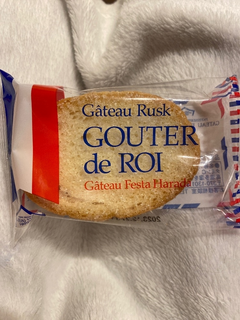 Gâteau Rusk
GOUTER
de ROI
Gâteau Festa Harada